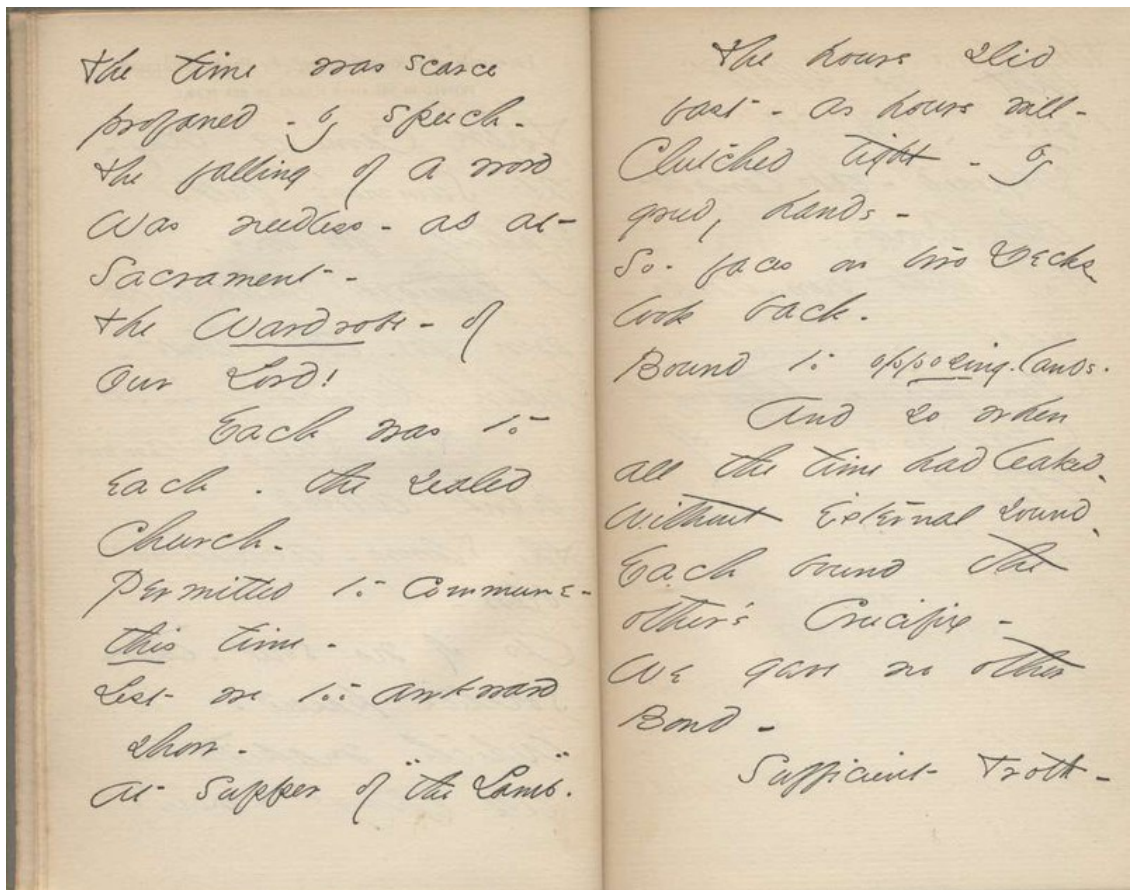 The time was scarce
profaned - by speech -
The falling of a word
Was needless - as at -
Sacrament -
The Wardrobe - of
Our Lord!
Each was to
Each - the sealed
Church -
Permitted to Commune -
this time -
Lest we too awkward
show -
At Supper of "the Lamb".
The hours slid
fast - as hours will -
Clutched tight - by
greedy hands -
So - faces on two Decks
look back -
Bound to opposing lands.
And so when
all the time had leaked,
Without External Sound,
Each bound the
other's Crucifix -
We gave no other
Bond -
Sufficient Troth -